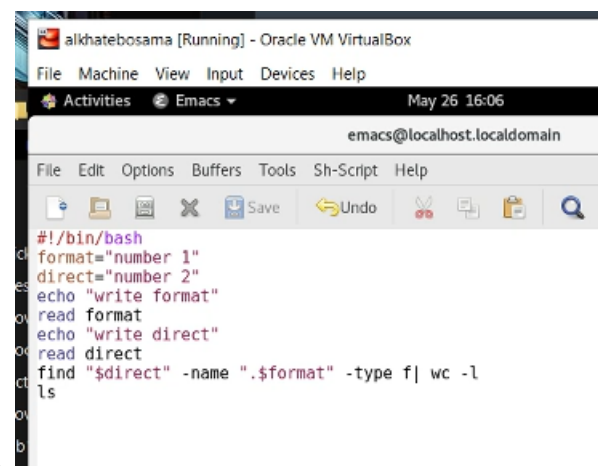 alkhatebosama [Running] - Oracle VM VirtualBox
File Machine View Input Devices Help
Activities Emacs May 26 16:06
emacs@localhost.localdomain
File Edit Options Buffers Tools Sh-Script Help
Save Undo
#!/bin/bash
format="number 1"
direct="number 2"
echo "write format"
read format
echo "write direct"
read direct
find "$direct" -name ".$format" -type f| wc -l
ls